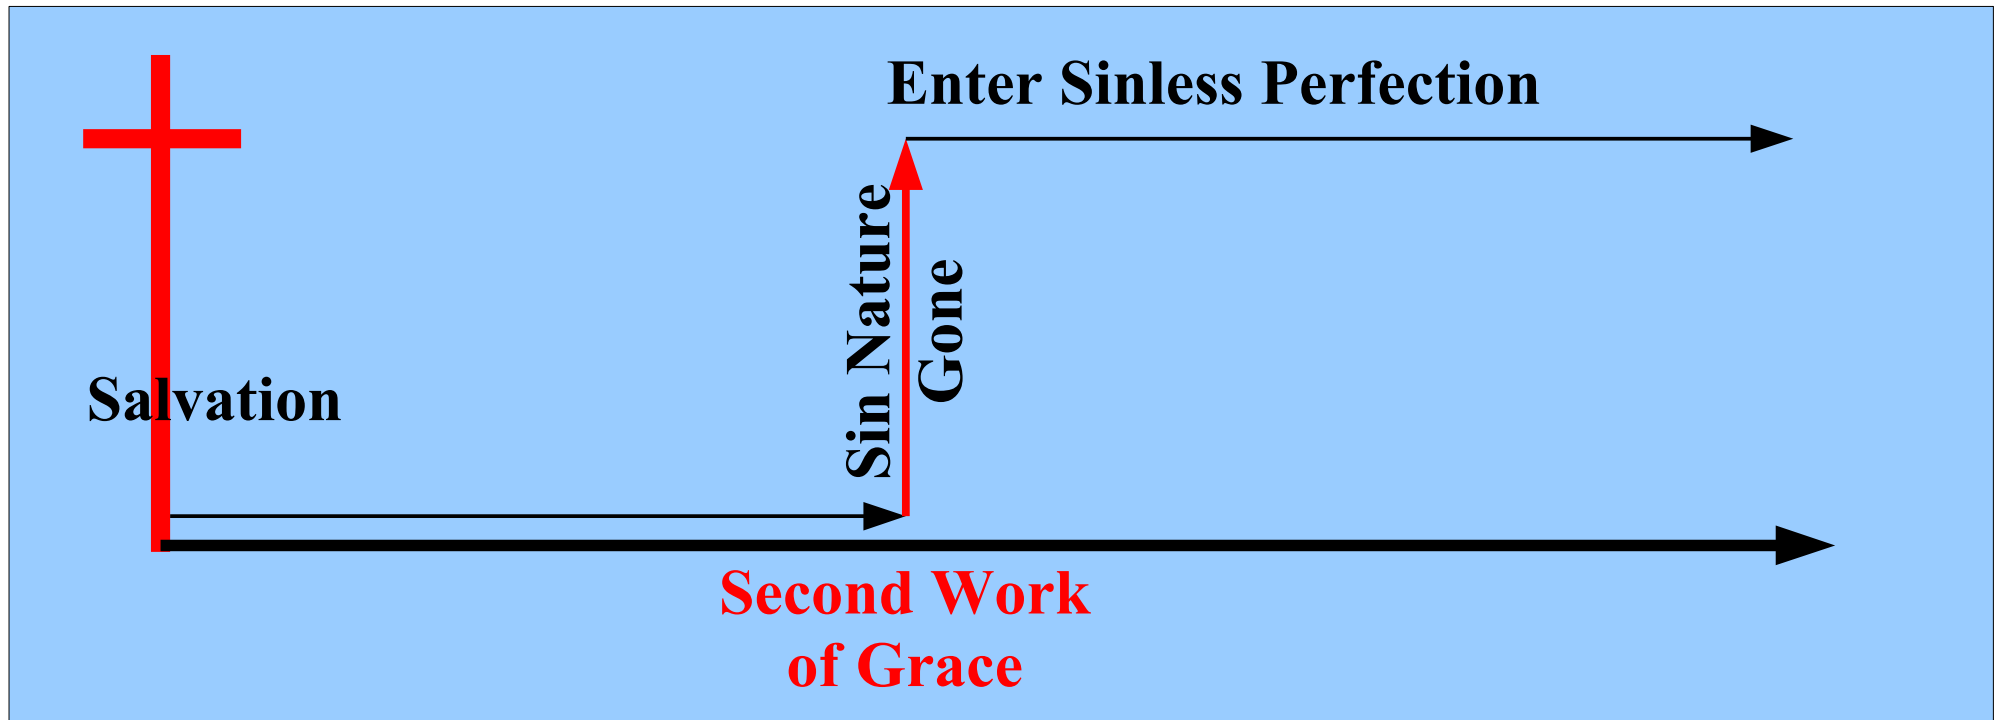 Enter Sinless Perfection
Salvation
Sin Nature
Gone
Second Work
of Grace